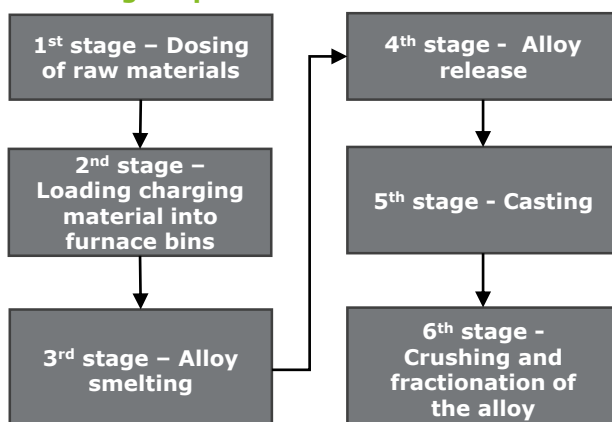 1st stage – Dosing
of raw materials
2nd stage –
Loading charging
material into
furnace bins
3rd stage – Alloy
smelting
4th stage - Alloy
release
5th stage - Casting
6th stage -
Crushing and
fractionation of
the alloy